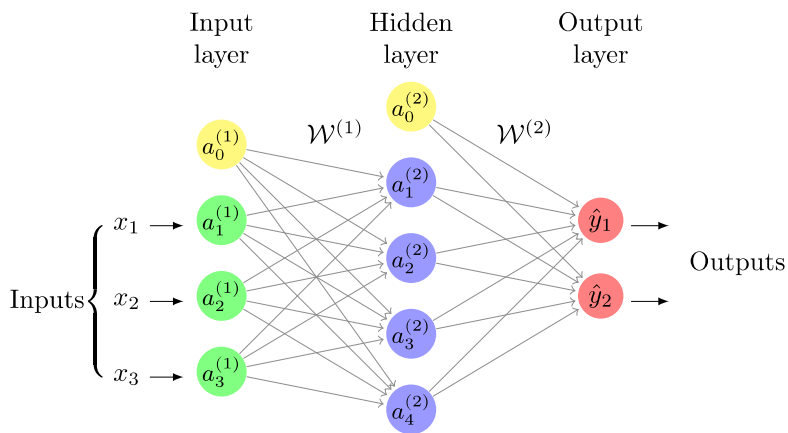 Input
layer
Hidden
layer
Output
layer
𝒲^(1)
𝒲^(2)
a_0^(1)
a_1^(1)
a_2^(1)
a_3^(1)
a_0^(2)
a_1^(2)
a_2^(2)
a_3^(2)
a_4^(2)
ŷ_1
ŷ_2
Inputs
x_1
x_2
x_3
Outputs